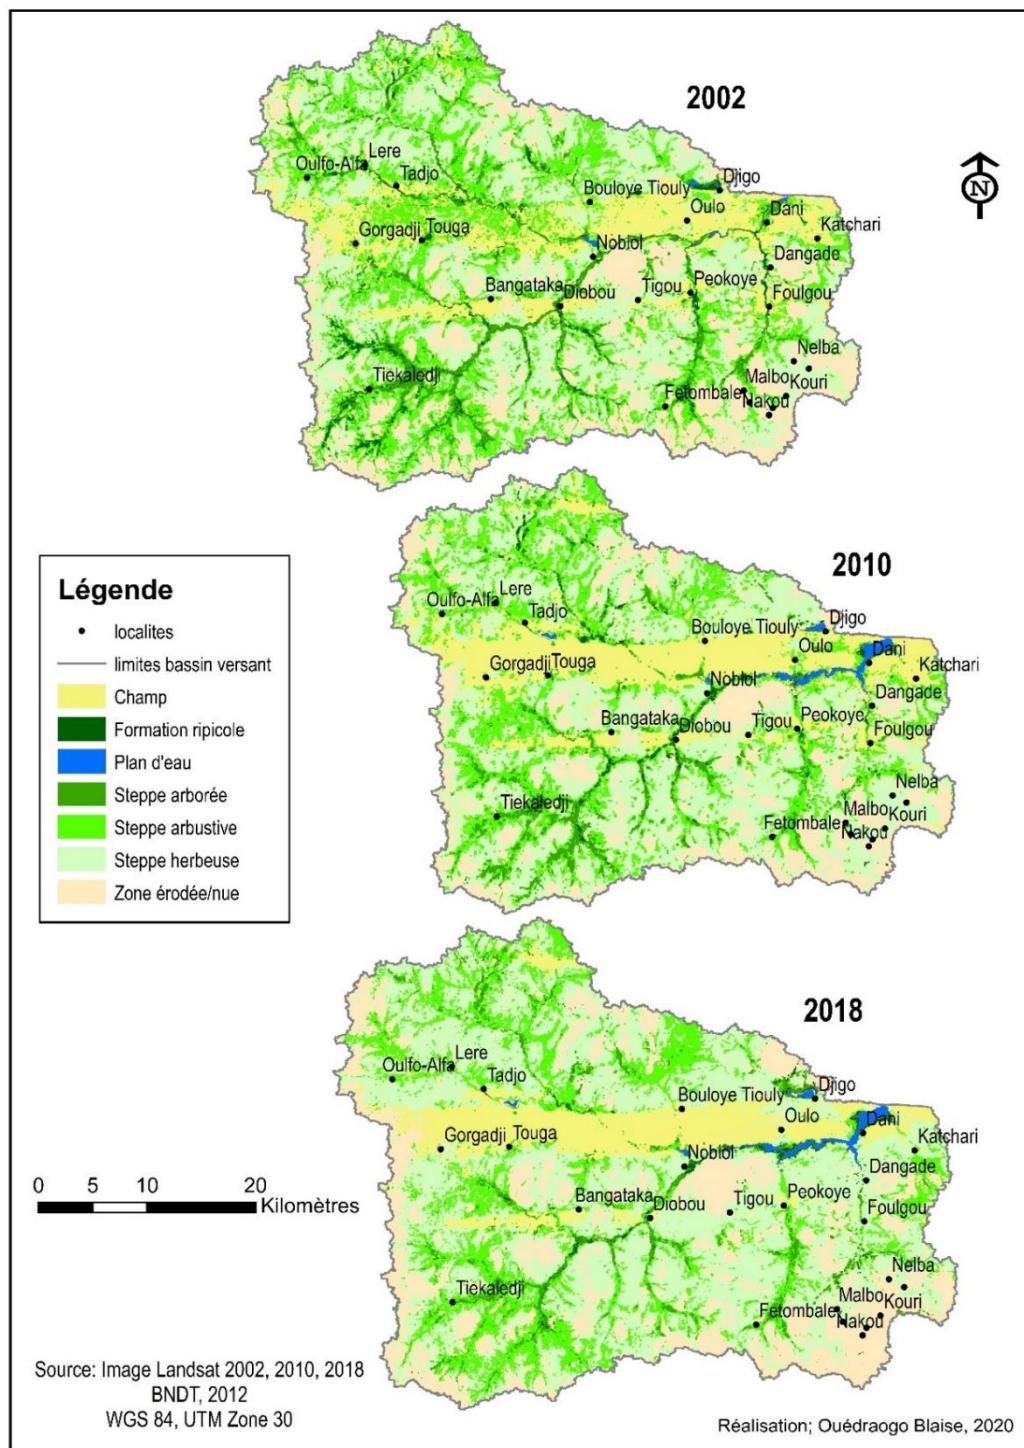 2002
N
Oulfo-Alfa
Lere
Tadjo
Bouloye Tiouly
Djigo
Oulo
Dani
Katchari
Gorgadji
Touga
Nobiol
Dangade
Bangataka
Diobou
Tigou
Peokoye
Foulgou
Nelba
Tiekaledji
Malbo
Kouri
Fetombale
Nakou
2010
Légende
localites
limites bassin versant
Champ
Formation ripicole
Plan d'eau
Steppe arborée
Steppe arbustive
Steppe herbeuse
Zone érodée/nue
Oulfo-Alfa
Lere
Tadjo
Bouloye Tiouly
Djigo
Oulo
Dani
Katchari
Gorgadji
Touga
Nobiol
Dangade
Bangataka
Diobou
Tigou
Peokoye
Foulgou
Nelba
Tiekaledji
Malbo
Kouri
Fetombale
Nakou
2018
Oulfo-Alfa
Lere
Tadjo
Bouloye Tiouly
Djigo
Oulo
Dani
Katchari
Gorgadji
Touga
Nobiol
Dangade
Bangataka
Diobou
Tigou
Peokoye
Foulgou
Nelba
Tiekaledji
Malbo
Kouri
Fetombale
Nakou
0 5 10 20
Kilomètres
Source: Image Landsat 2002, 2010, 2018
BNDT, 2012
WGS 84, UTM Zone 30
Réalisation; Ouédraogo Blaise, 2020